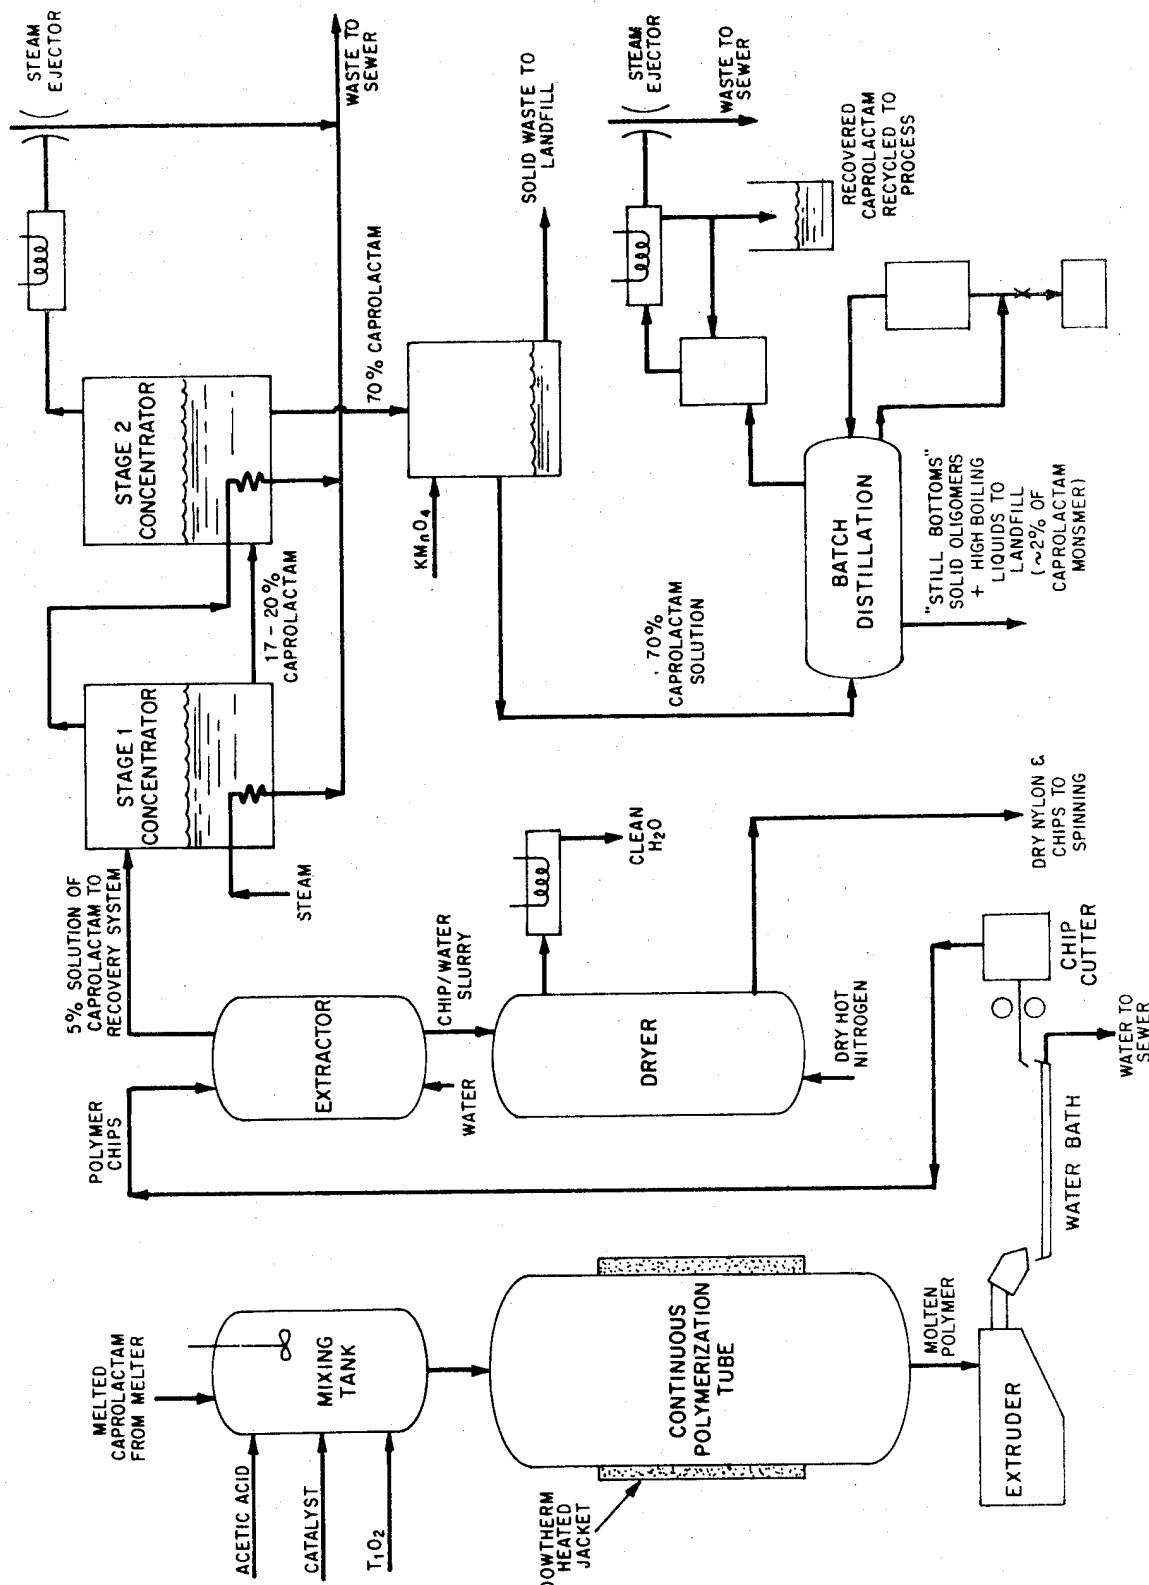 MELTED
CAPROLACTAM
FROM MELTER
ACETIC ACID
CATALYST
TiO2
MIXING
TANK
DOWTHERM
HEATED
JACKET
CONTINUOUS
POLYMERIZATION
TUBE
MOLTEN
POLYMER
EXTRUDER
WATER BATH
WATER TO
SEWER
CHIP
CUTTER
POLYMER
CHIPS
EXTRACTOR
WATER
5% SOLUTION OF
CAPROLACTAM TO
RECOVERY SYSTEM
CHIP/WATER
SLURRY
DRYER
DRY HOT
NITROGEN
CLEAN
H2O
DRY NYLON &
CHIPS TO
SPINNING
STEAM
STAGE 1
CONCENTRATOR
17-20%
CAPROLACTAM
STAGE 2
CONCENTRATOR
STEAM
EJECTOR
WASTE TO
SEWER
70% CAPROLACTAM
KMnO4
SOLID WASTE TO
LANDFILL
70%
CAPROLACTAM
SOLUTION
BATCH
DISTILLATION
"STILL BOTTOMS"
SOLID OLIGOMERS
+ HIGH BOILING
LIQUIDS TO
LANDFILL
(~2% OF
CAPROLACTAM
MONSMER)
STEAM
EJECTOR
WASTE TO
SEWER
RECOVERED
CAPROLACTAM
RECYCLED TO
PROCESS